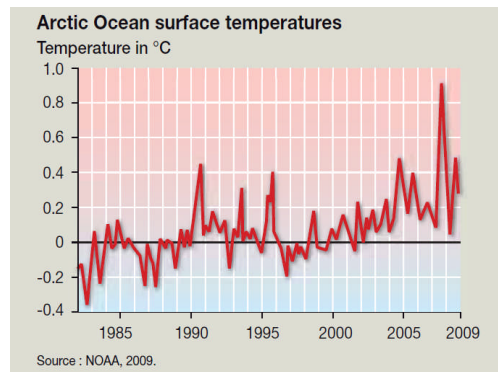 Arctic Ocean surface temperatures
Temperature in °C
1.0
0.8
0.6
0.4
0.2
0
-0.2
-0.4
1985 1990 1995 2000 2005 2009
Source : NOAA, 2009.